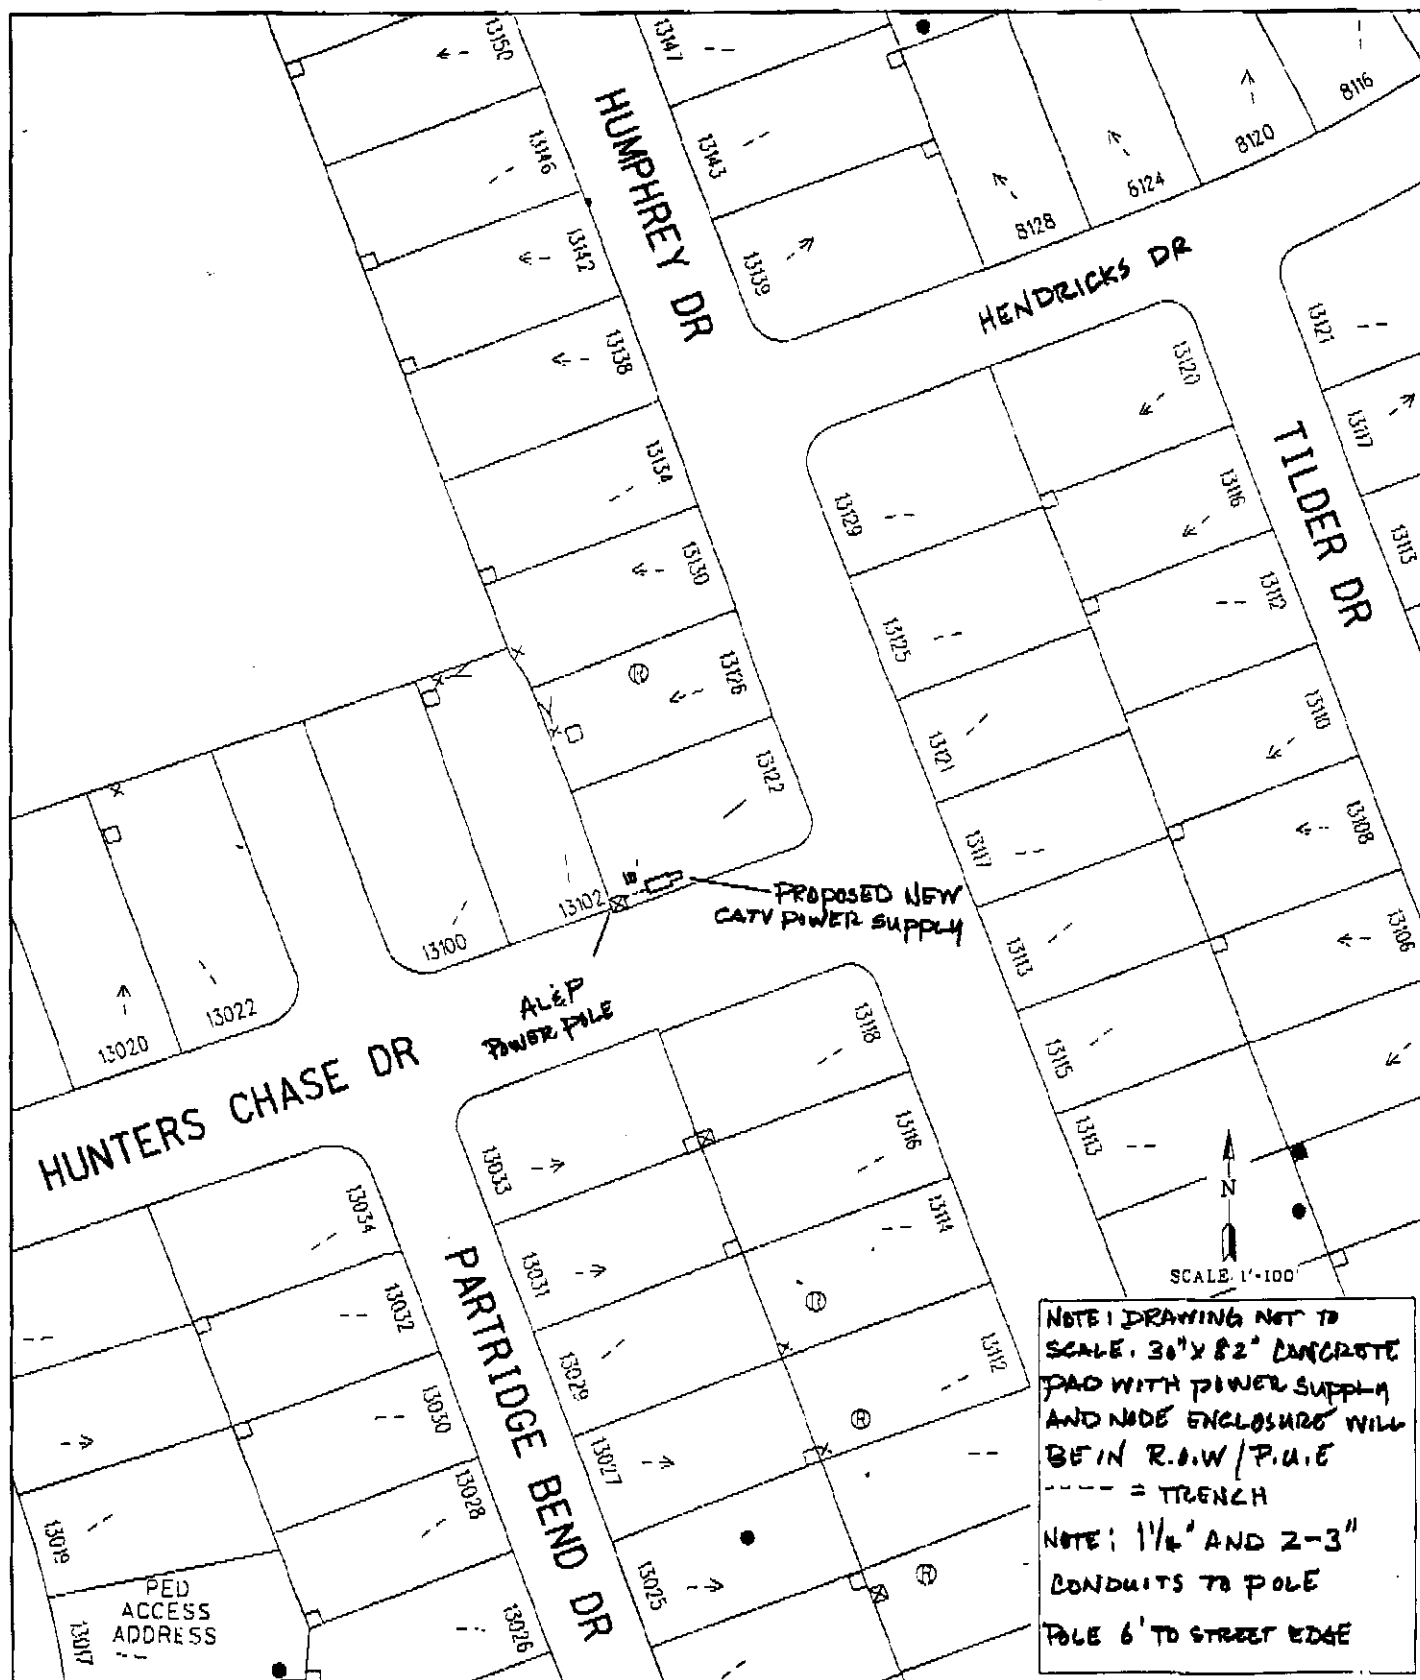 13150
13147
8116
8120
13146
13143
8124
8128
HUMPHREY DR
13142
13139
HENDRICKS DR
13138
13121
13120
13117
13134
13116
TILDER DR
13113
13129
13130
13112
13125
13126
13110
13121
13122
13108
13117
PROPOSED NEW
CATV POWER SUPPLY
13102
13100
13113
13106
AL&P
POWER POLE
13022
13020
13118
13115
HUNTERS CHASE DR
13116
13113
13033
13034
13114
N
SCALE 1"-100'
13031
13032
PARTRIDGE BEND DR
13112
13029
13030
13027
13028
13019
13025
13026
13017
PED
ACCESS
ADDRESS
NOTE: DRAWING NOT TO
SCALE. 30" X 82" CONCRETE
PAD WITH POWER SUPPLY
AND NODE ENCLOSURE WILL
BE IN R.O.W / P.U.E
---- = TRENCH
NOTE: 1 1/4" AND 2-3"
CONDUITS TO POLE
POLE 6' TO STREET EDGE